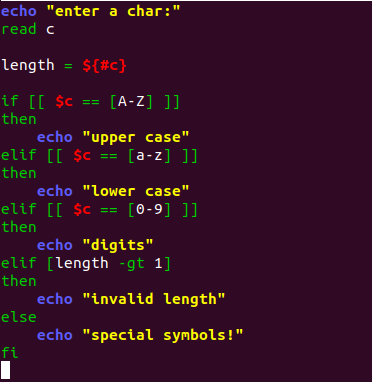 echo "enter a char:"
read c

length = ${#c}

if [[ $c == [A-Z] ]]
then
    echo "upper case"
elif [[ $c == [a-z] ]]
then
    echo "lower case"
elif [[ $c == [0-9] ]]
then
    echo "digits"
elif [length -gt 1]
then
    echo "invalid length"
else
    echo "special symbols!"
fi